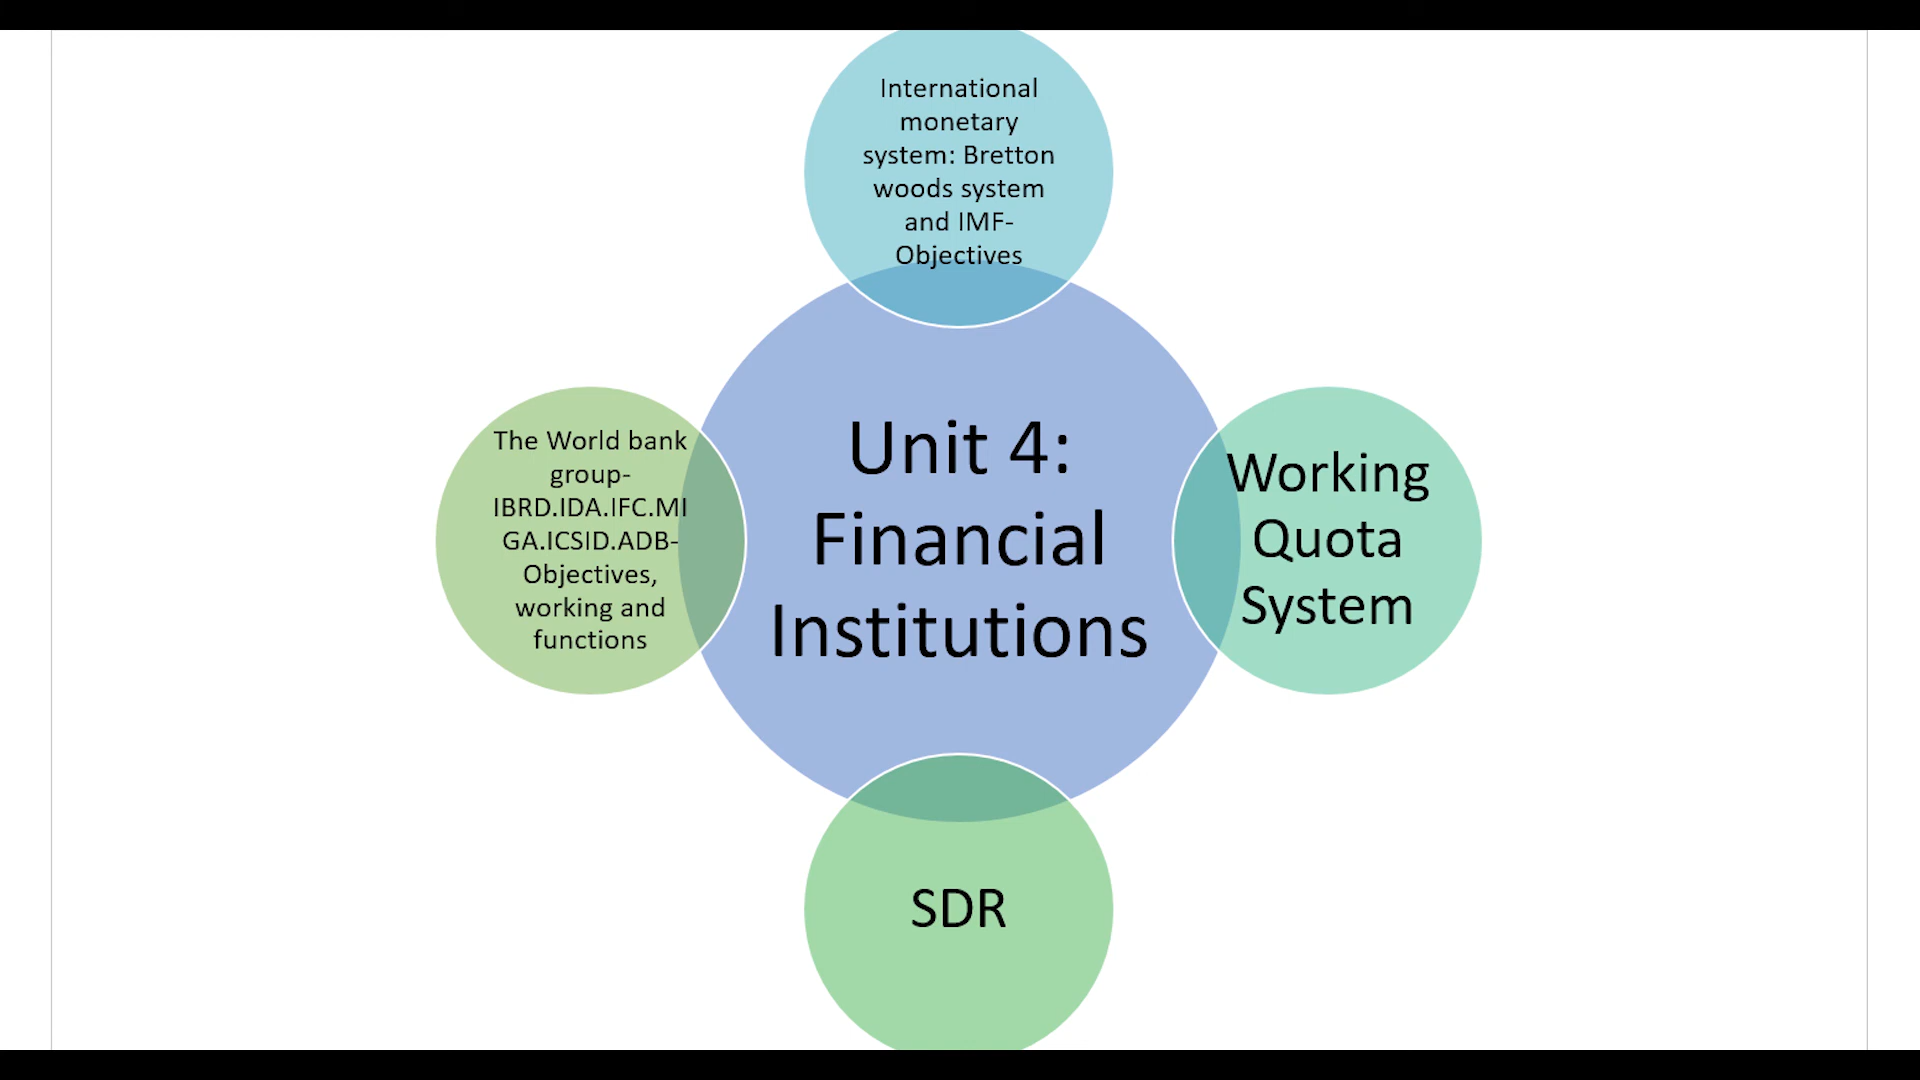 International
monetary
system: Bretton
woods system
and IMF-
Objectives
The World bank
group-
IBRD.IDA.IFC.MI
GA.ICSID.ADB-
Objectives,
working and
functions
Unit 4:
Financial
Institutions
Working
Quota
System
SDR